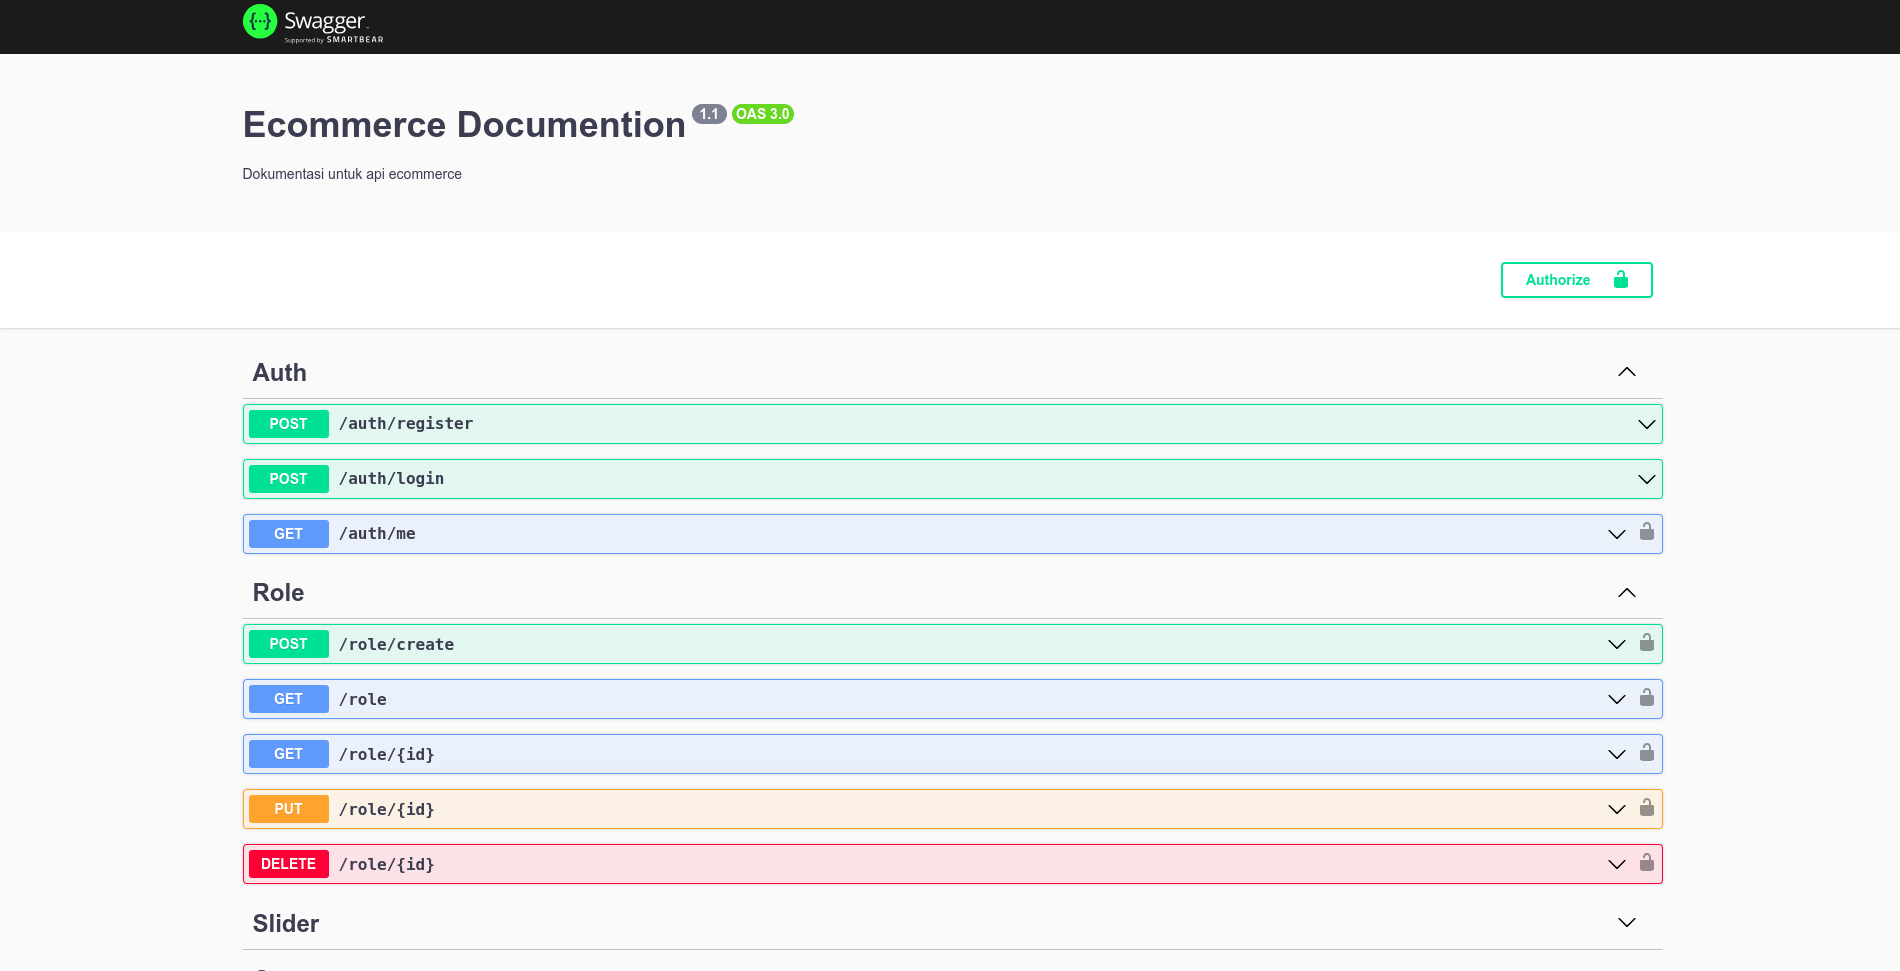 Swagger
Supported by SMARTBEAR
Ecommerce Documention 1.1 OAS 3.0
Dokumentasi untuk api ecommerce
Authorize
Auth
POST /auth/register
POST /auth/login
GET /auth/me
Role
POST /role/create
GET /role
GET /role/{id}
PUT /role/{id}
DELETE /role/{id}
Slider